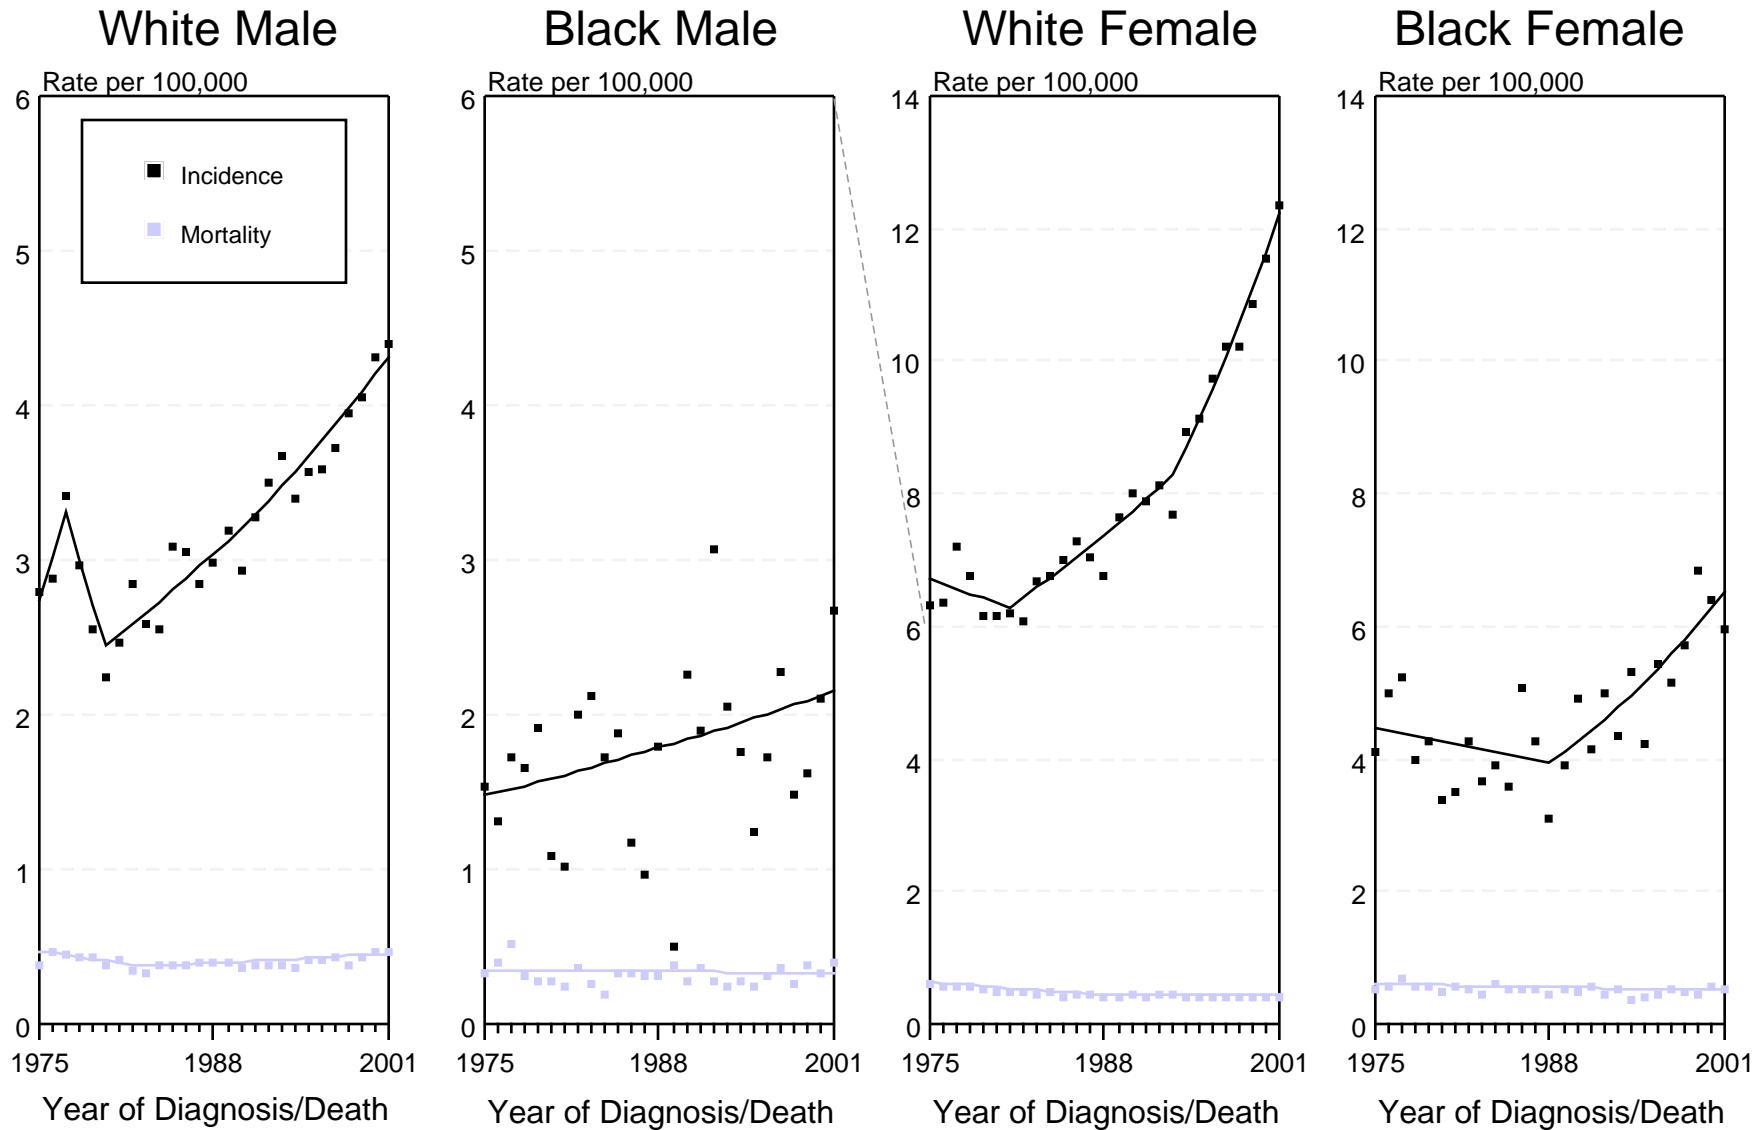 White Male
Black Male
White Female
Black Female
Rate per 100,000
Rate per 100,000
Rate per 100,000
Rate per 100,000
6
5
4
3
2
1
0
Incidence
Mortality
6
5
4
3
2
1
0
14
12
10
8
6
4
2
0
14
12
10
8
6
4
2
0
1975 1988 2001
1975 1988 2001
1975 1988 2001
1975 1988 2001
Year of Diagnosis/Death
Year of Diagnosis/Death
Year of Diagnosis/Death
Year of Diagnosis/Death